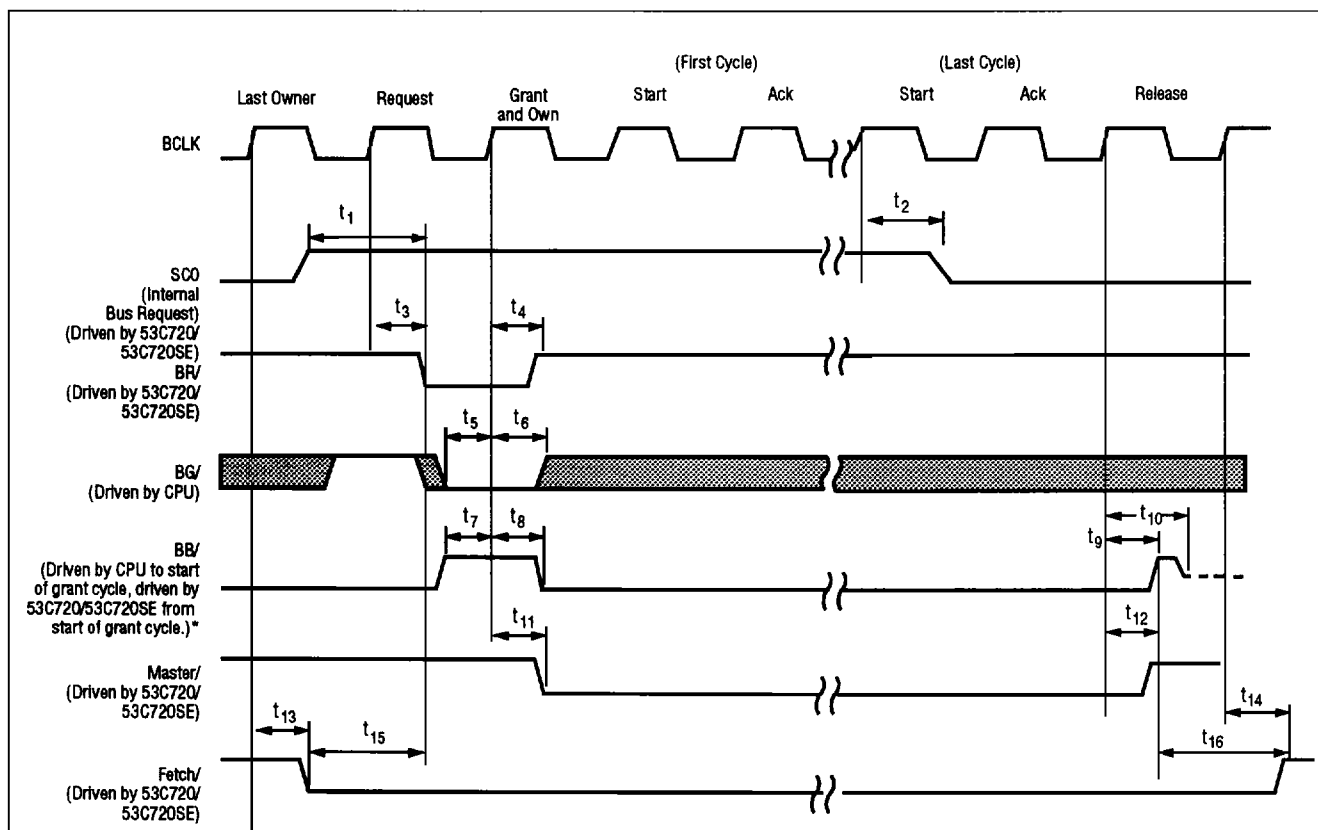 (First Cycle)
(Last Cycle)
Last Owner
Request
Grant
and Own
Start
Ack
Start
Ack
Release
BCLK
t1
t2
SC0
(Internal
Bus Request)
(Driven by 53C720/
53C720SE)
t3
t4
BR/
(Driven by 53C720/
53C720SE)
t5
t6
BG/
(Driven by CPU)
t7
t8
t9
t10
BB/
(Driven by CPU to start
of grant cycle, driven by
53C720/53C720SE from
start of grant cycle.)*
t11
t12
Master/
(Driven by 53C720/
53C720SE)
t13
t15
t14
t16
Fetch/
(Driven by 53C720/
53C720SE)